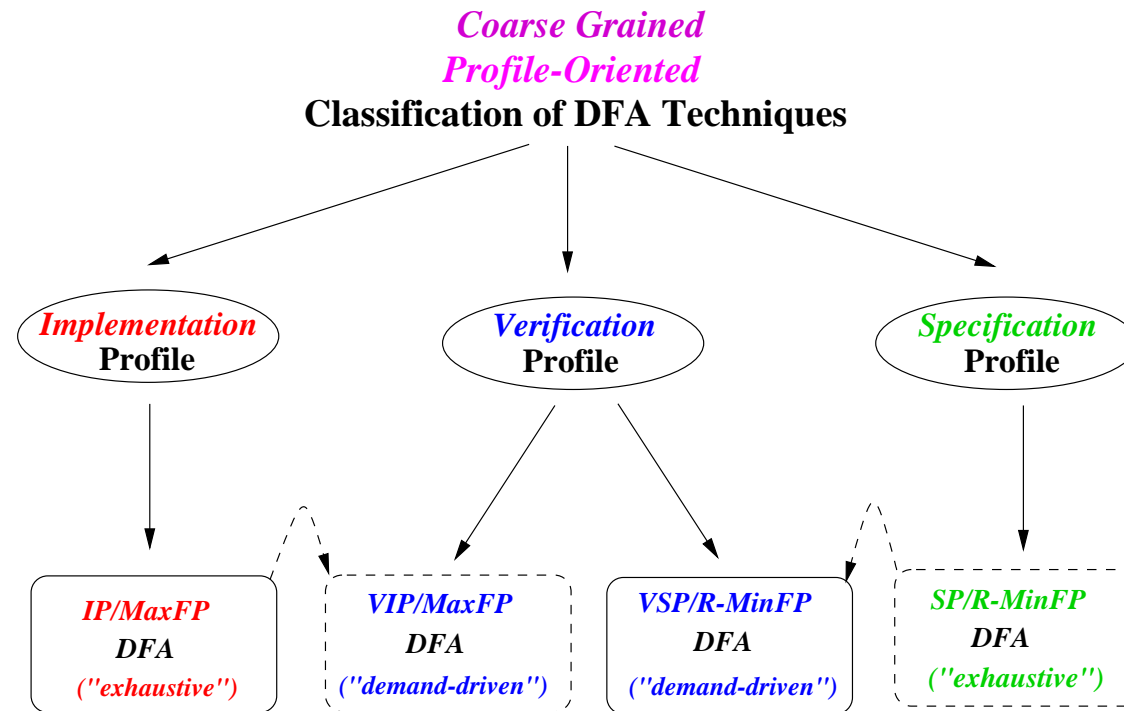 Coarse Grained
Profile-Oriented
Classification of DFA Techniques
Implementation
Profile
Verification
Profile
Specification
Profile
IP/MaxFP
DFA
("exhaustive")
VIP/MaxFP
DFA
("demand-driven")
VSP/R-MinFP
DFA
("demand-driven")
SP/R-MinFP
DFA
("exhaustive")